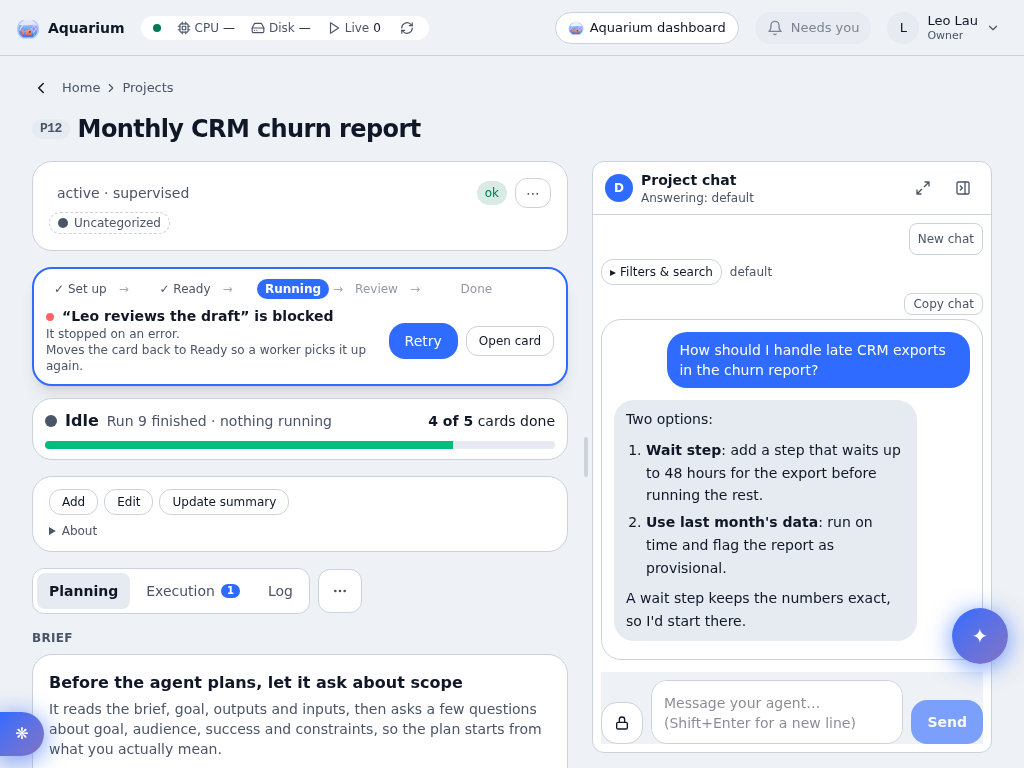 Aquarium
CPU —
Disk —
Live 0
Aquarium dashboard
Needs you
L
Leo Lau
Owner
Home
Projects
P12
Monthly CRM churn report
active · supervised
ok
...
Uncategorized
✓ Set up → ✓ Ready → Running → Review → Done
“Leo reviews the draft” is blocked
It stopped on an error.
Moves the card back to Ready so a worker picks it up
again.
Retry
Open card
Idle Run 9 finished · nothing running
4 of 5 cards done
Add
Edit
Update summary
About
Planning
Execution 1
Log
...
BRIEF
Before the agent plans, let it ask about scope
It reads the brief, goal, outputs and inputs, then asks a few questions
about goal, audience, success and constraints, so the plan starts from
what you actually mean.
D
Project chat
Answering: default
New chat
▸ Filters & search
default
Copy chat
How should I handle late CRM exports
in the churn report?
Two options:
1. Wait step: add a step that waits up
to 48 hours for the export before
running the rest.
2. Use last month's data: run on
time and flag the report as
provisional.
A wait step keeps the numbers exact,
so I'd start there.
Message your agent…
(Shift+Enter for a new line)
Send